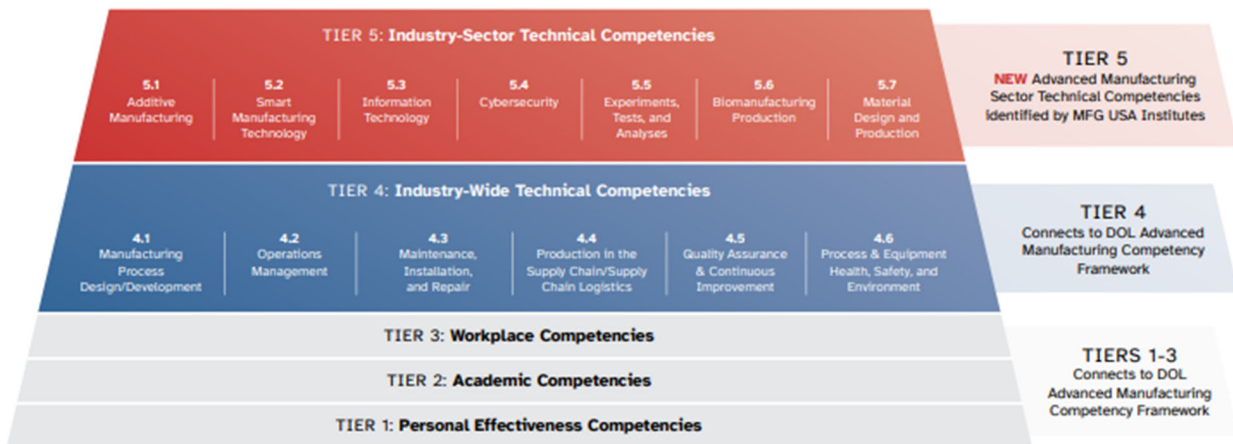 TIER 5: Industry-Sector Technical Competencies
5.1
Additive
Manufacturing
5.2
Smart
Manufacturing
Technology
5.3
Information
Technology
5.4
Cybersecurity
5.5
Experiments,
Tests, and
Analyses
5.6
Biomanufacturing
Production
5.7
Material
Design and
Production
TIER 5
NEW Advanced Manufacturing
Sector Technical Competencies
Identified by MFG USA Institutes
TIER 4: Industry-Wide Technical Competencies
4.1
Manufacturing
Process
Design/Development
4.2
Operations
Management
4.3
Maintenance,
Installation,
and Repair
4.4
Production in the
Supply Chain/Supply
Chain Logistics
4.5
Quality Assurance
& Continuous
Improvement
4.6
Process & Equipment
Health, Safety, and
Environment
TIER 4
Connects to DOL Advanced
Manufacturing Competency
Framework
TIER 3: Workplace Competencies
TIER 2: Academic Competencies
TIER 1: Personal Effectiveness Competencies
TIERS 1-3
Connects to DOL
Advanced Manufacturing
Competency Framework